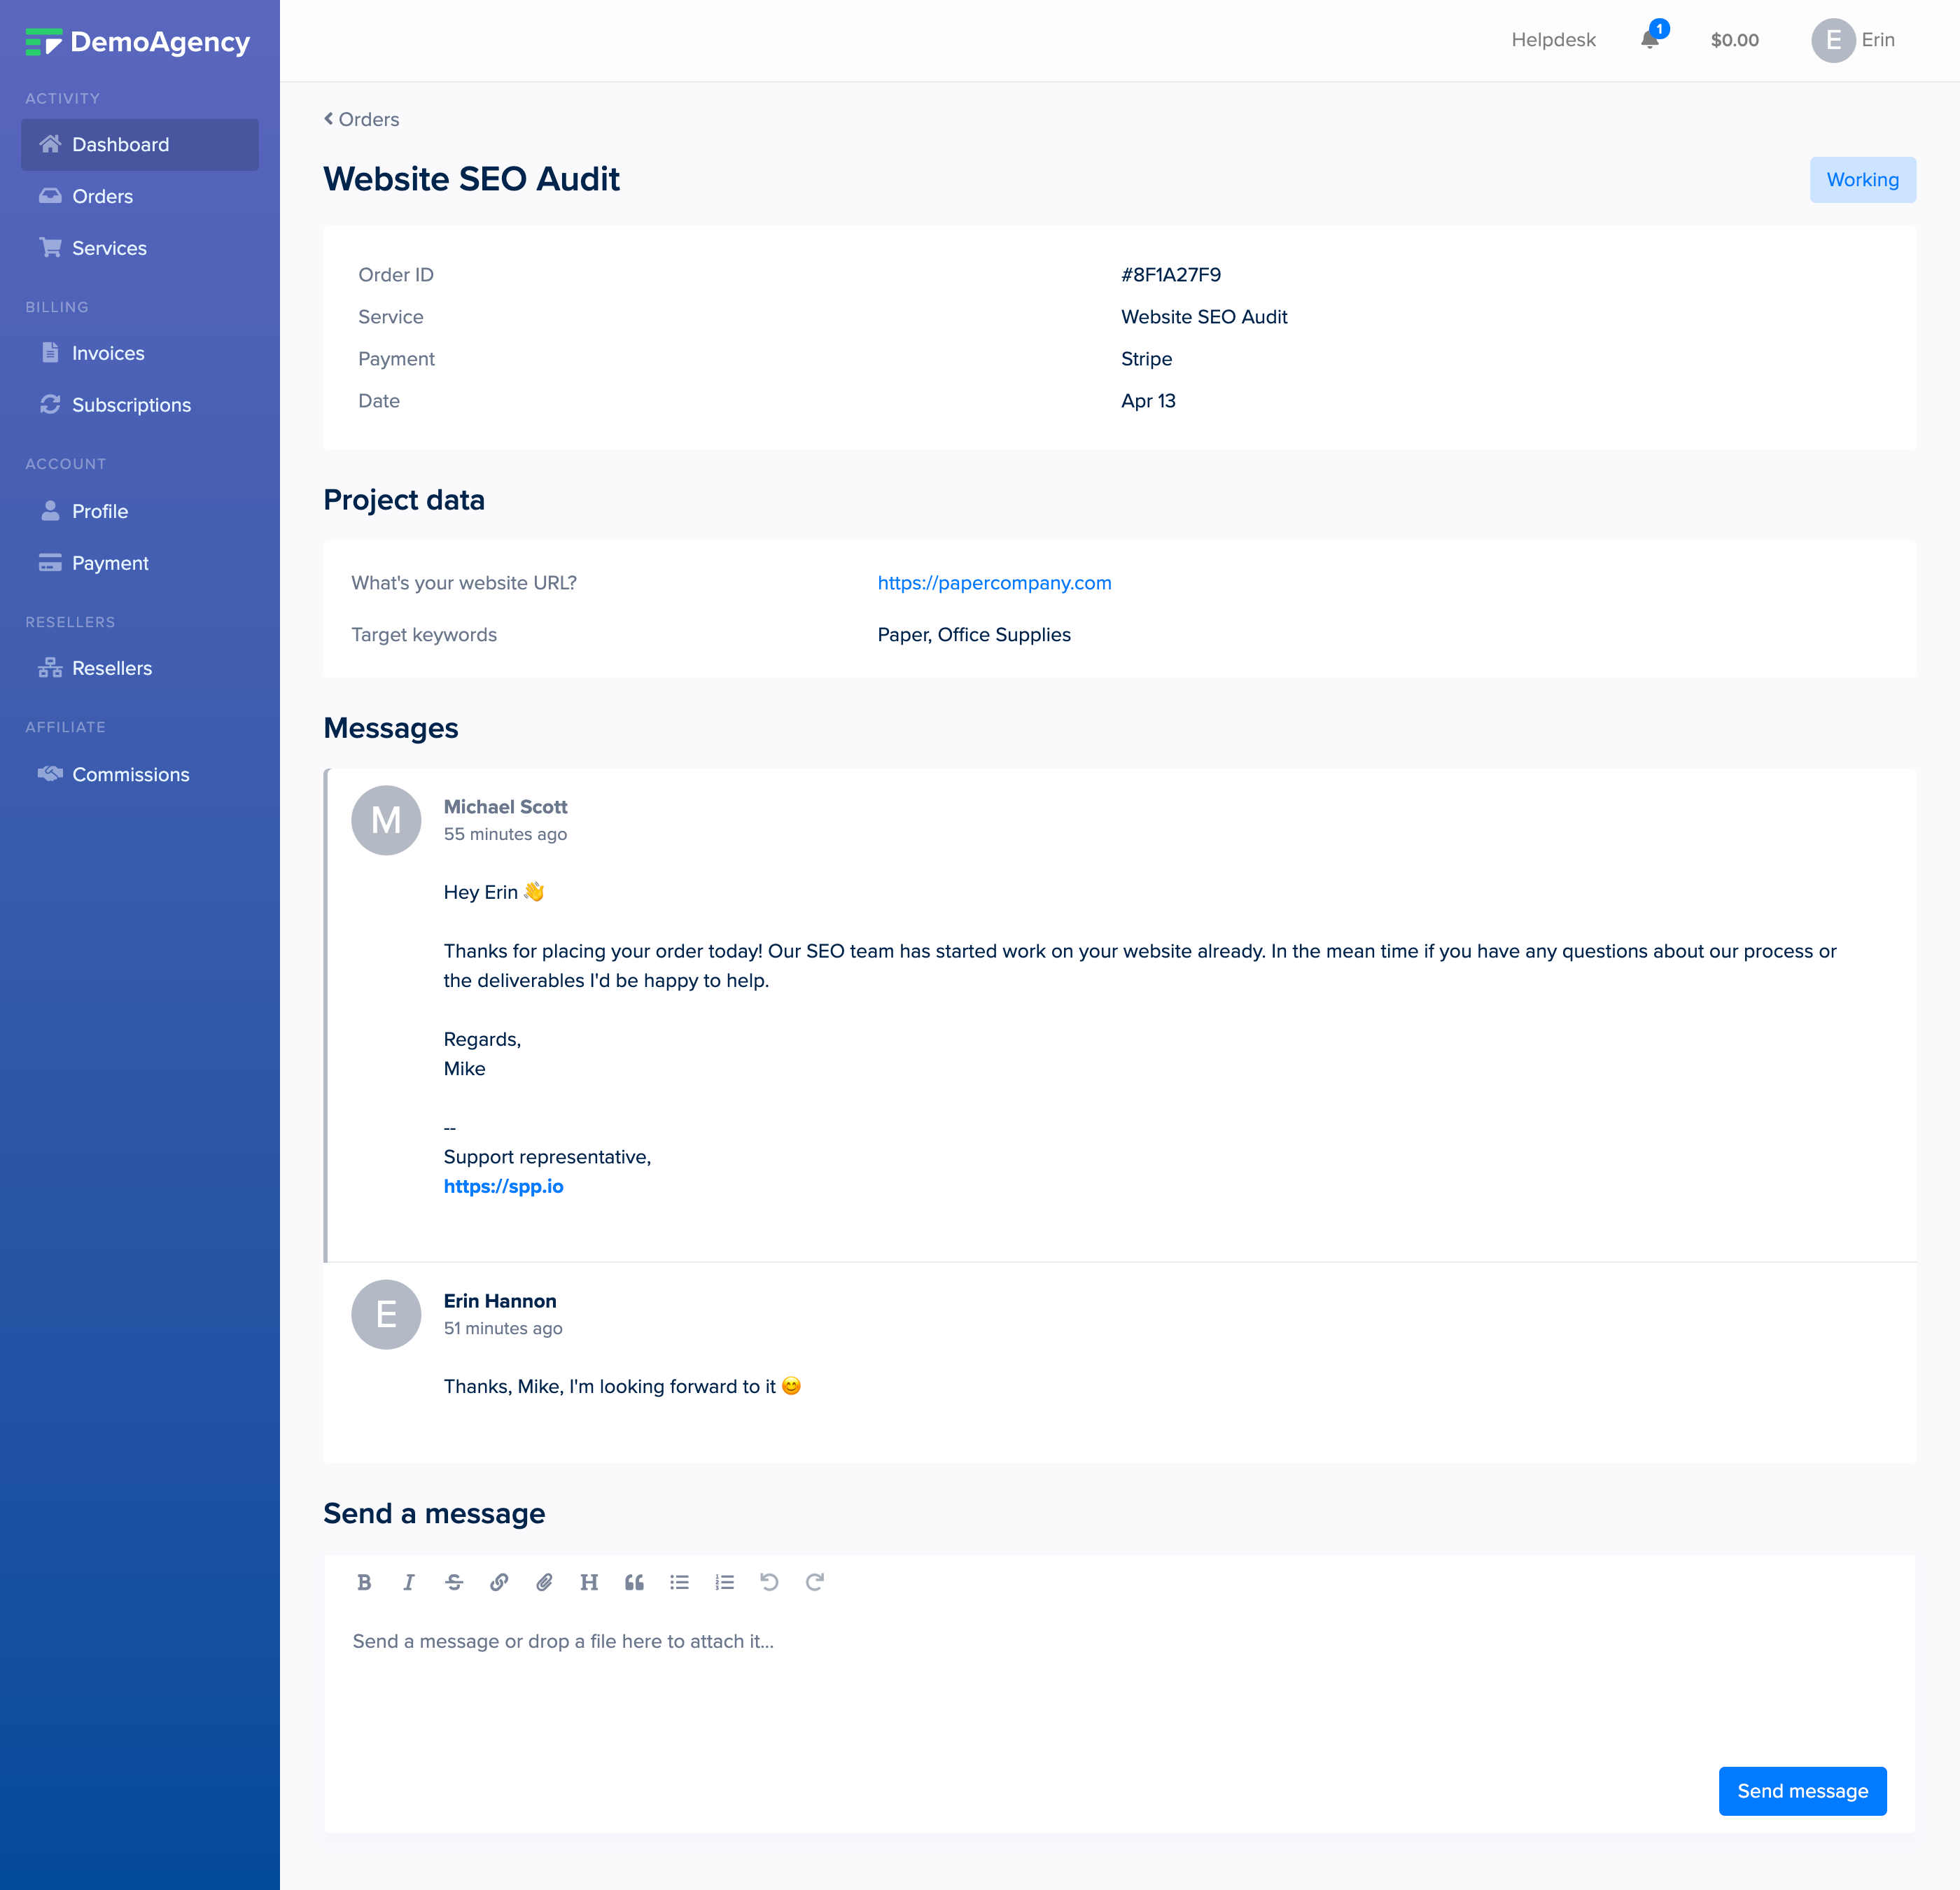 DemoAgency
Helpdesk
1
$0.00
E
Erin
ACTIVITY
Dashboard
Orders
Services
BILLING
Invoices
Subscriptions
ACCOUNT
Profile
Payment
RESELLERS
Resellers
AFFILIATE
Commissions
Orders
Website SEO Audit
Working
Order ID #8F1A27F9
Service Website SEO Audit
Payment Stripe
Date Apr 13
Project data
What's your website URL? https://papercompany.com
Target keywords Paper, Office Supplies
Messages
M
Michael Scott
55 minutes ago
Hey Erin 👋
Thanks for placing your order today! Our SEO team has started work on your website already. In the mean time if you have any questions about our process or
the deliverables I'd be happy to help.
Regards,
Mike
--
Support representative,
https://spp.io
E
Erin Hannon
51 minutes ago
Thanks, Mike, I'm looking forward to it 😊
Send a message
Send a message or drop a file here to attach it...
Send message